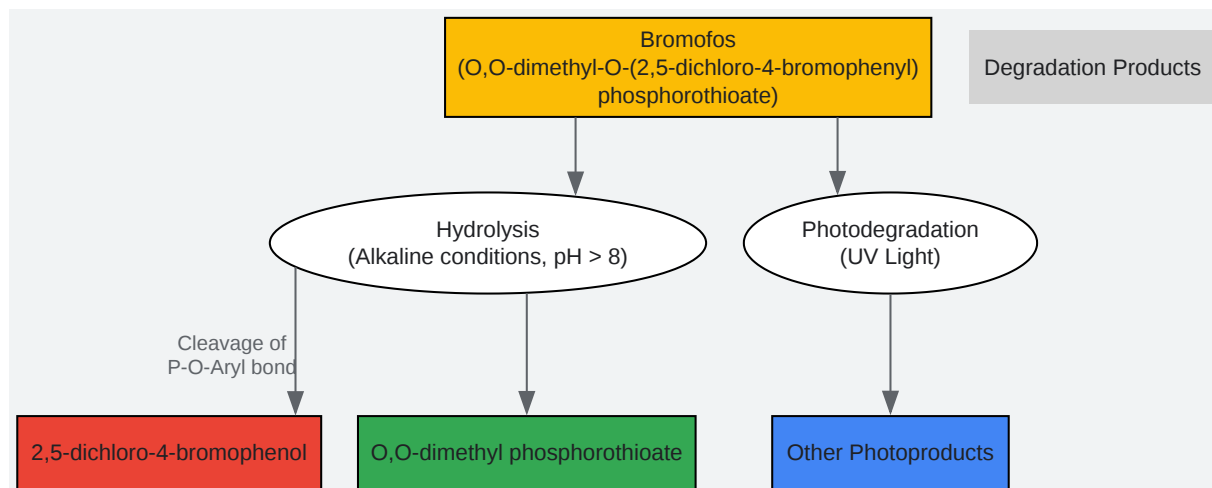 Bromofos
(O,O-dimethyl-O-(2,5-dichloro-4-bromophenyl)
phosphorothioate)
Degradation Products
Hydrolysis
(Alkaline conditions, pH > 8)
Photodegradation
(UV Light)
Cleavage of
P-O-Aryl bond
2,5-dichloro-4-bromophenol
O,O-dimethyl phosphorothioate
Other Photoproducts